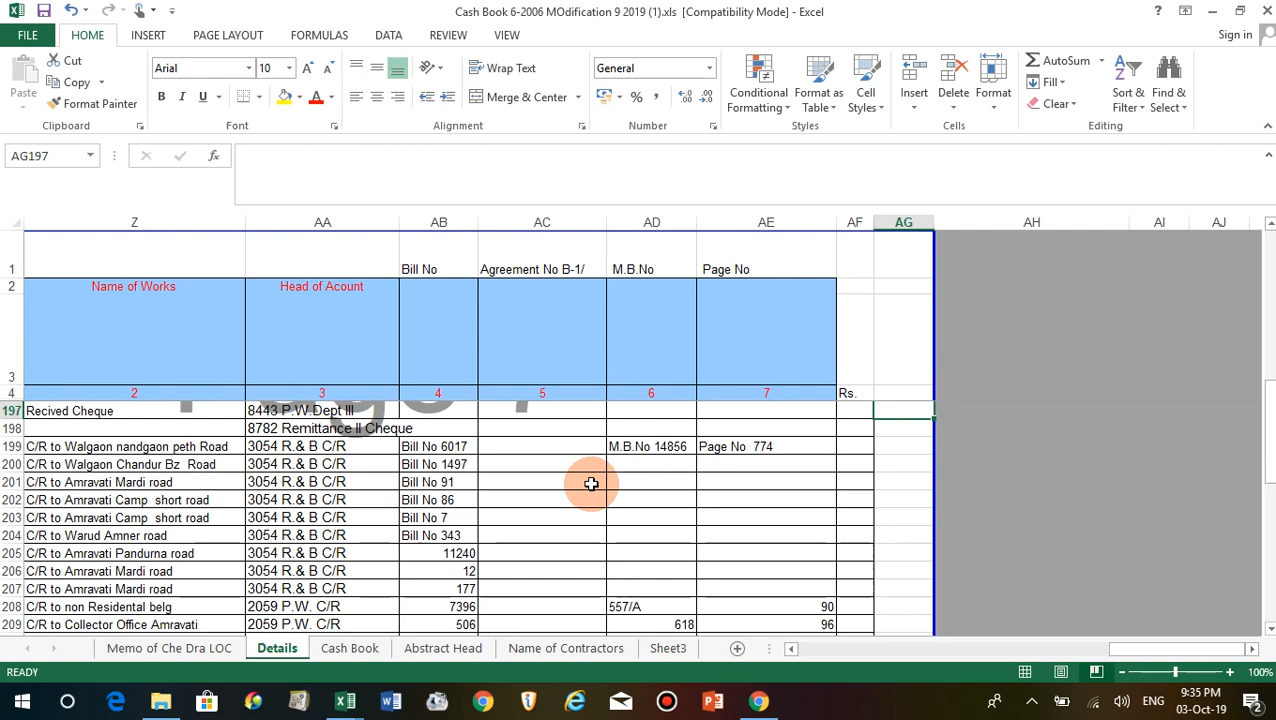 Cash Book 6-2006 MOdification 9 2019 (1).xls [Compatibility Mode] - Excel
?
FILE HOME INSERT PAGE LAYOUT FORMULAS DATA REVIEW VIEW Sign in
Paste Cut Copy Format Painter
Arial 10
B I U
Wrap Text
Merge & Center
General
Conditional Formatting Format as Table Cell Styles
Insert Delete Format
AutoSum Fill Clear
Sort & Filter Find & Select
Clipboard Font Alignment Number Styles Cells Editing
AG197 fx
Z AA AB AC AD AE AF AG AH AI AJ
1 Bill No Agreement No B-1/ M.B.No Page No
2 Name of Works Head of Acount
3
4 2 3 4 5 6 7 Rs.
197 Recived Cheque 8443 P.W.Dept III
198 8782 Remittance II Cheque
199 C/R to Walgaon nandgaon peth Road 3054 R.& B C/R Bill No 6017 M.B.No 14856 Page No 774
200 C/R to Walgaon Chandur Bz Road 3054 R.& B C/R Bill No 1497
201 C/R to Amravati Mardi road 3054 R.& B C/R Bill No 91
202 C/R to Amravati Camp short road 3054 R.& B C/R Bill No 86
203 C/R to Amravati Camp short road 3054 R.& B C/R Bill No 7
204 C/R to Warud Amner road 3054 R.& B C/R Bill No 343
205 C/R to Amravati Pandurna road 3054 R.& B C/R 11240
206 C/R to Amravati Mardi road 3054 R.& B C/R 12
207 C/R to Amravati Mardi road 3054 R.& B C/R 177
208 C/R to non Residental belg 2059 P.W. C/R 7396 557/A 90
209 C/R to Collector Office Amravati 2059 P.W. C/R 506 618 96
Memo of Che Dra LOC Details Cash Book Abstract Head Name of Contractors Sheet3
READY 100%
ENG 9:35 PM
03-Oct-19 2